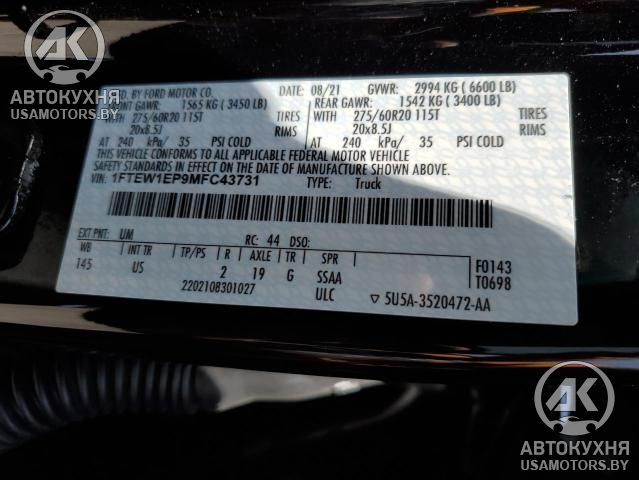 AK
АВТОКУХНЯ
USAMOTORS.BY
D. BY FORD MOTOR CO. DATE: 08/21 GVWR: 2994 KG ( 6600 LB)
FRONT GAWR: 1565 KG ( 3450 LB) REAR GAWR: 1542 KG ( 3400 LB)
WITH 275/60R20 115T TIRES WITH 275/60R20 115T TIRES
20x8.5J RIMS 20x8.5J RIMS
AT 240 kPa/ 35 PSI COLD AT 240 kPa/ 35 PSI COLD
THIS VEHICLE CONFORMS TO ALL APPLICABLE FEDERAL MOTOR VEHICLE
SAFETY STANDARDS IN EFFECT ON THE DATE OF MANUFACTURE SHOWN ABOVE.
VIN: 1FTEW1EP9MFC43731 TYPE: Truck
EXT PNT: UM RC: 44 DSO:
WB INT TR TP/PS R AXLE TR SPR F0143
145 US 2 19 G SSAA T0698
2202108301027 ULC ▽ 5U5A-3520472-AA
AK
АВТОКУХНЯ
USAMOTORS.BY